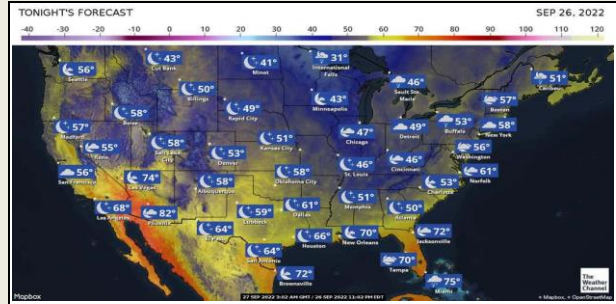 TONIGHT'S FORECAST
SEP 26, 2022
-40 -30 -20 -10 0 10 20 30 40 50 60 70 80 90 100 110 120
56° Seattle
43° Cut Bank
41° Minot
31° International Falls
46° Sault Ste Marie
51° Caribou
50° Billings
43° Minneapolis
57° Boston
58° Boise
49° Rapid City
53° Buffalo
58° New York
57° Medford
47° Chicago
49° Detroit
55° Reno
58° Salt Lake City
53° Denver
51° Kansas City
46° Cincinnati
56° Washington
56° San Francisco
74° Las Vegas
58° Albuquerque
58° Oklahoma City
46° St. Louis
53° Charlotte
61° Norfolk
68° Los Angeles
82° Phoenix
59° Lubbock
61° Dallas
51° Memphis
50° Atlanta
64° El Paso
66° Houston
70° New Orleans
72° Jacksonville
64° San Antonio
72° Brownsville
70° Tampa
75° Miami
The
Weather
Channel
Mapbox
27 SEP 2022 3:02 AM GMT / 26 SEP 2022 11:02 PM EDT
• Mapbox, • OpenStreetMap